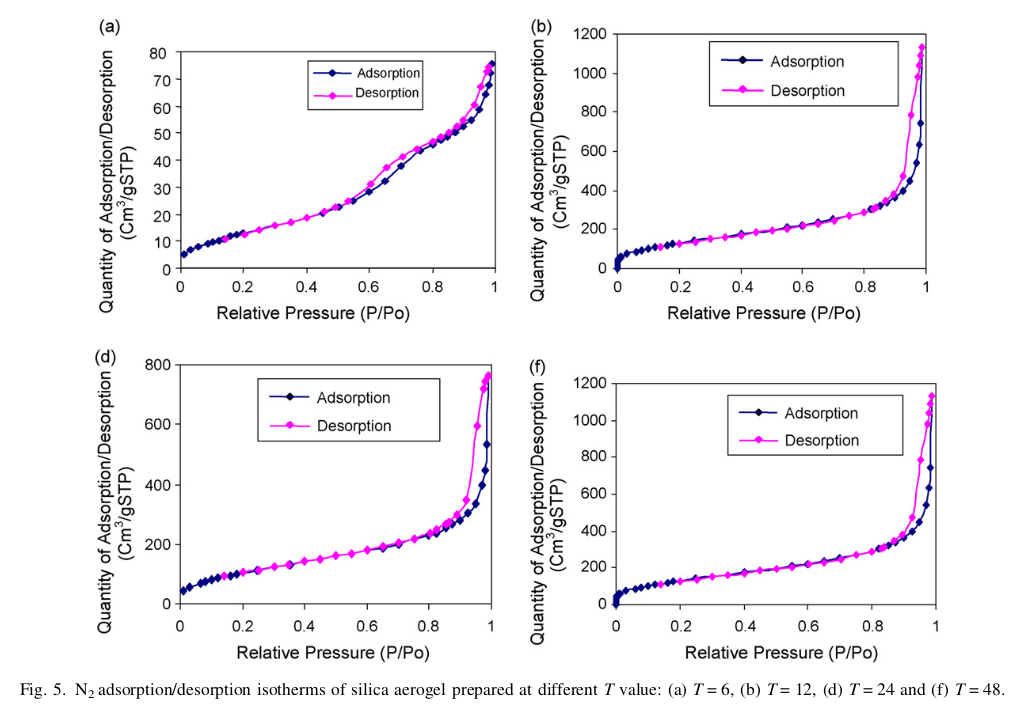 (a)
80
70
60
50
40
30
20
10
0
Quantity of Adsorption/Desorption
(Cm³/gSTP)
Adsorption
Desorption
0 0.2 0.4 0.6 0.8 1
Relative Pressure (P/Po)
(b)
1200
1000
800
600
400
200
0
Quantity of Adsorption/Desorption
(Cm³/gSTP)
Adsorption
Desorption
0 0.2 0.4 0.6 0.8 1
Relative Pressure (P/Po)
(d)
800
600
400
200
0
Quantity of Adsorption/Desorption
(Cm³/gSTP)
Adsorption
Desorption
0 0.2 0.4 0.6 0.8 1
Relative Pressure (P/Po)
(f)
1200
1000
800
600
400
200
0
Quantity of Adsorption/Desorption
(Cm³/gSTP)
Adsorption
Desorption
0 0.2 0.4 0.6 0.8 1
Relative Pressure (P/Po)
Fig. 5. N₂ adsorption/desorption isotherms of silica aerogel prepared at different T value: (a) T = 6, (b) T = 12, (d) T = 24 and (f) T = 48.